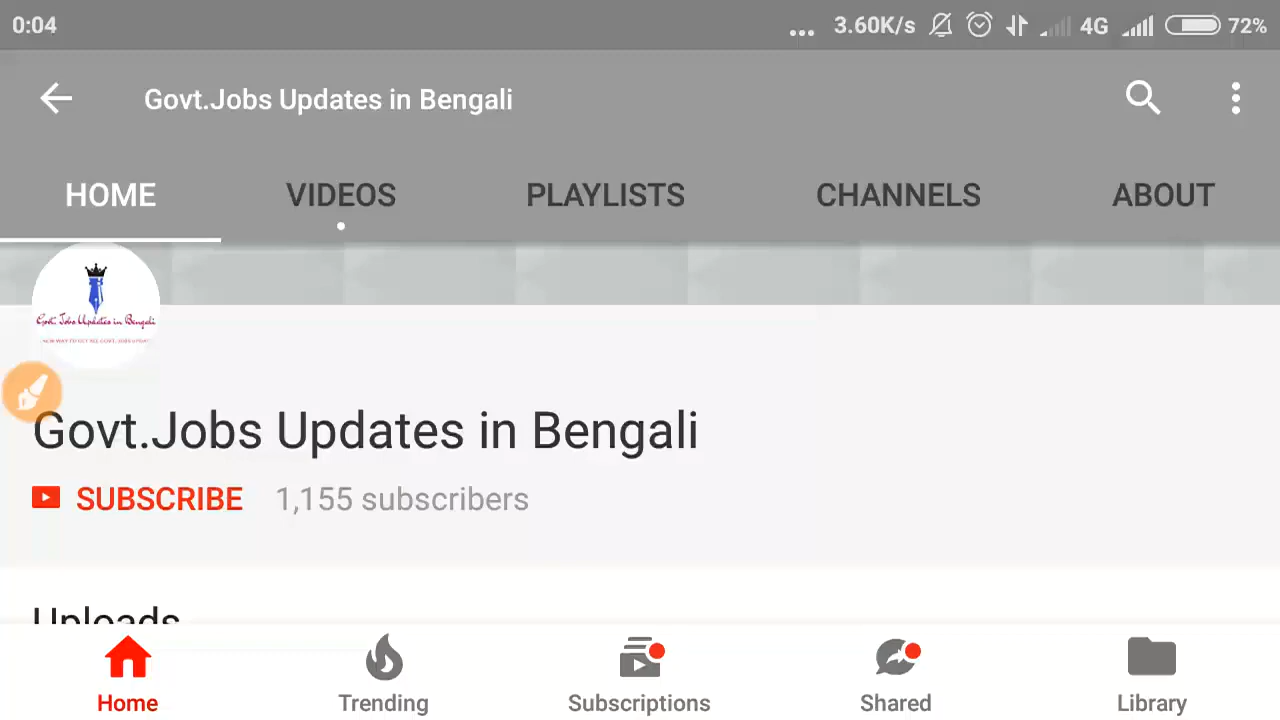 0:04 ... 3.60K/s 4G 72%
Govt.Jobs Updates in Bengali
HOME VIDEOS PLAYLISTS CHANNELS ABOUT
Govt. Jobs Updates in Bengali
Govt.Jobs Updates in Bengali
SUBSCRIBE 1,155 subscribers
Uploads
Home Trending Subscriptions Shared Library